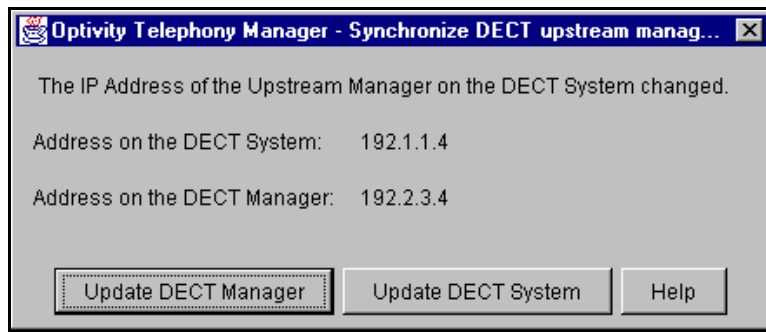 Optivity Telephony Manager - Synchronize DECT upstream manag...
The IP Address of the Upstream Manager on the DECT System changed.
Address on the DECT System: 192.1.1.4
Address on the DECT Manager: 192.2.3.4
Update DECT Manager Update DECT System Help